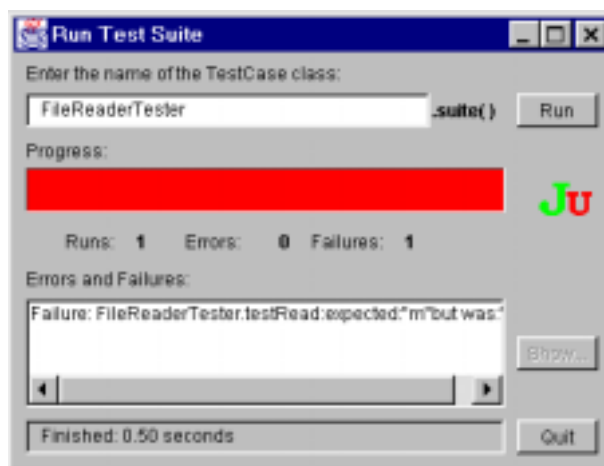 Run Test Suite
Enter the name of the TestCase class:
FileReaderTester .suite() Run
Progress:
JU
Runs: 1 Errors: 0 Failures: 1
Errors and Failures:
Failure: FileReaderTester.testRead:expected:"m"but was:"
Show...
Finished: 0.50 seconds Quit